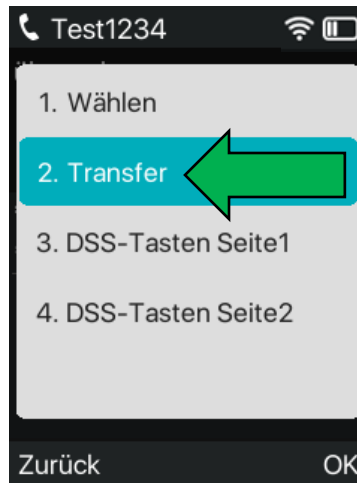 Test1234
1. Wählen
2. Transfer
3. DSS-Tasten Seite1
4. DSS-Tasten Seite2
Zurück OK